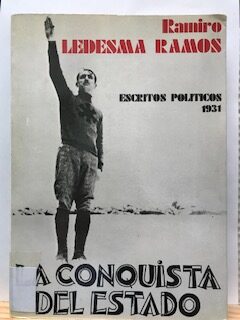 Ramiro
LEDESMA RAMOS
ESCRITOS POLITICOS
1931
LA CONQUISTA
DEL ESTADO